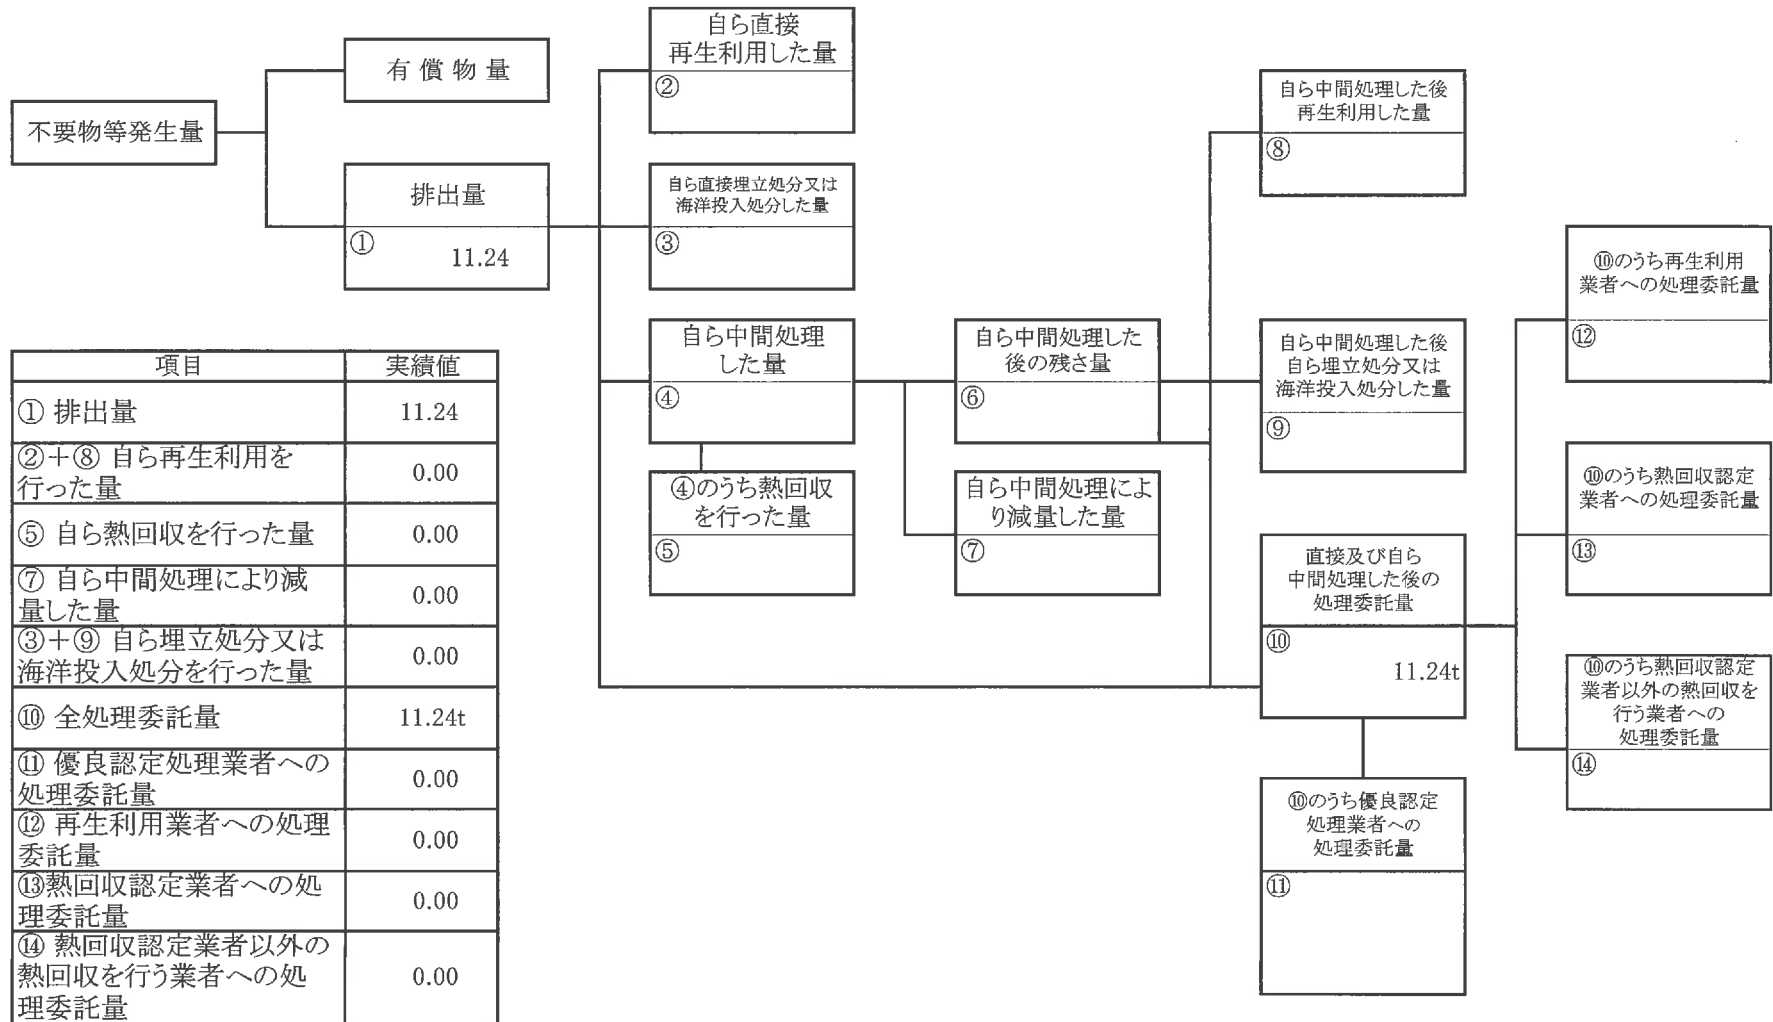 不要物等発生量
有償物量
排出量
①
11.24
自ら直接
再生利用した量
②
自ら直接埋立処分又は
海洋投入処分した量
③
自ら中間処理
した量
④
④のうち熱回収
を行った量
⑤
自ら中間処理した
後の残さ量
⑥
自ら中間処理によ
り減量した量
⑦
自ら中間処理した後
再生利用した量
⑧
自ら中間処理した後
自ら埋立処分又は
海洋投入処分した量
⑨
直接及び自ら
中間処理した後の
処理委託量
⑩
11.24t
⑩のうち優良認定
処理業者への
処理委託量
⑪
⑩のうち再生利用
業者への処理委託量
⑫
⑩のうち熱回収認定
業者への処理委託量
⑬
⑩のうち熱回収認定
業者以外の熱回収を
行う業者への
処理委託量
⑭
項目 実績値
① 排出量 11.24
②+⑧ 自ら再生利用を
行った量 0.00
⑤ 自ら熱回収を行った量 0.00
⑦ 自ら中間処理により減
量した量 0.00
③+⑨ 自ら埋立処分又は
海洋投入処分を行った量 0.00
⑩ 全処理委託量 11.24t
⑪ 優良認定処理業者への
処理委託量 0.00
⑫ 再生利用業者への処理
委託量 0.00
⑬熱回収認定業者への処
理委託量 0.00
⑭ 熱回収認定業者以外の
熱回収を行う業者への処
理委託量 0.00